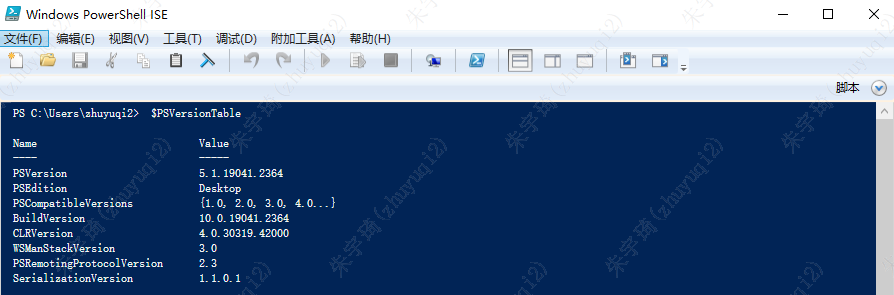 Windows PowerShell ISE
文件(F) 编辑(E) 视图(V) 工具(T) 调试(D) 附加工具(A) 帮助(H)
脚本
PS C:\Users\zhuyuqi2>  $PSVersionTable
Name                           Value
----                           -----
PSVersion                      5.1.19041.2364
PSEdition                      Desktop
PSCompatibleVersions           {1.0, 2.0, 3.0, 4.0...}
BuildVersion                   10.0.19041.2364
CLRVersion                     4.0.30319.42000
WSManStackVersion              3.0
PSRemotingProtocolVersion      2.3
SerializationVersion           1.1.0.1
朱宇琦(zhuyuqi2)